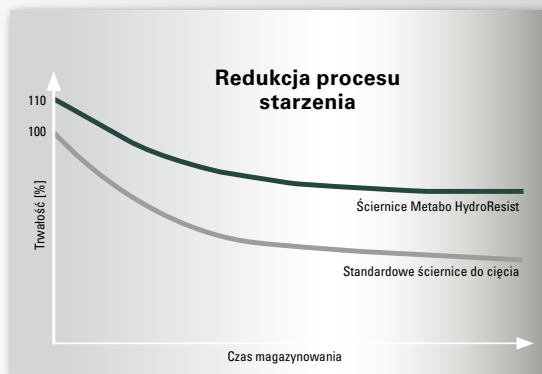 Redukcja procesu
starzenia
110
100
Trwałość [%]
Ściernice Metabo HydroResist
Standardowe ściernice do cięcia
Czas magazynowania